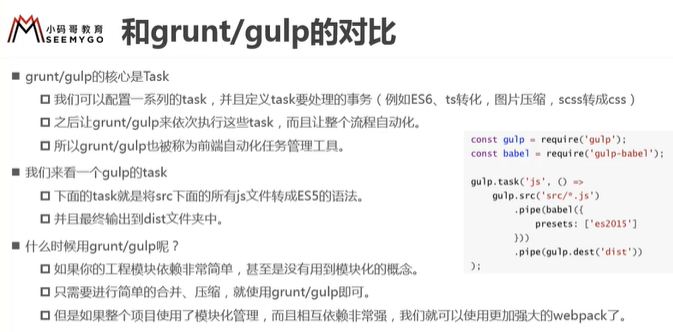 小码哥教育
SEEMYGO
和grunt/gulp的对比
grunt/gulp的核心是Task
我们可以配置一系列的task，并且定义task要处理的事务（例如ES6、ts转化，图片压缩，scss转成css）
之后让grunt/gulp来依次执行这些task，而且让整个流程自动化。
所以grunt/gulp也被称为前端自动化任务管理工具。
我们来看一个gulp的task
下面的task就是将src下面的所有js文件转成ES5的语法。
并且最终输出到dist文件夹中。
什么时候用grunt/gulp呢？
如果你的工程模块依赖非常简单，甚至是没有用到模块化的概念。
只需要进行简单的合并、压缩，就使用grunt/gulp即可。
但是如果整个项目使用了模块化管理，而且相互依赖非常强，我们就可以使用更加强大的webpack了。
const gulp = require('gulp');
const babel = require('gulp-babel');
gulp.task('js', () =>
gulp.src('src/*.js')
.pipe(babel({
presets: ['es2015']
}))
.pipe(gulp.dest('dist'))
);